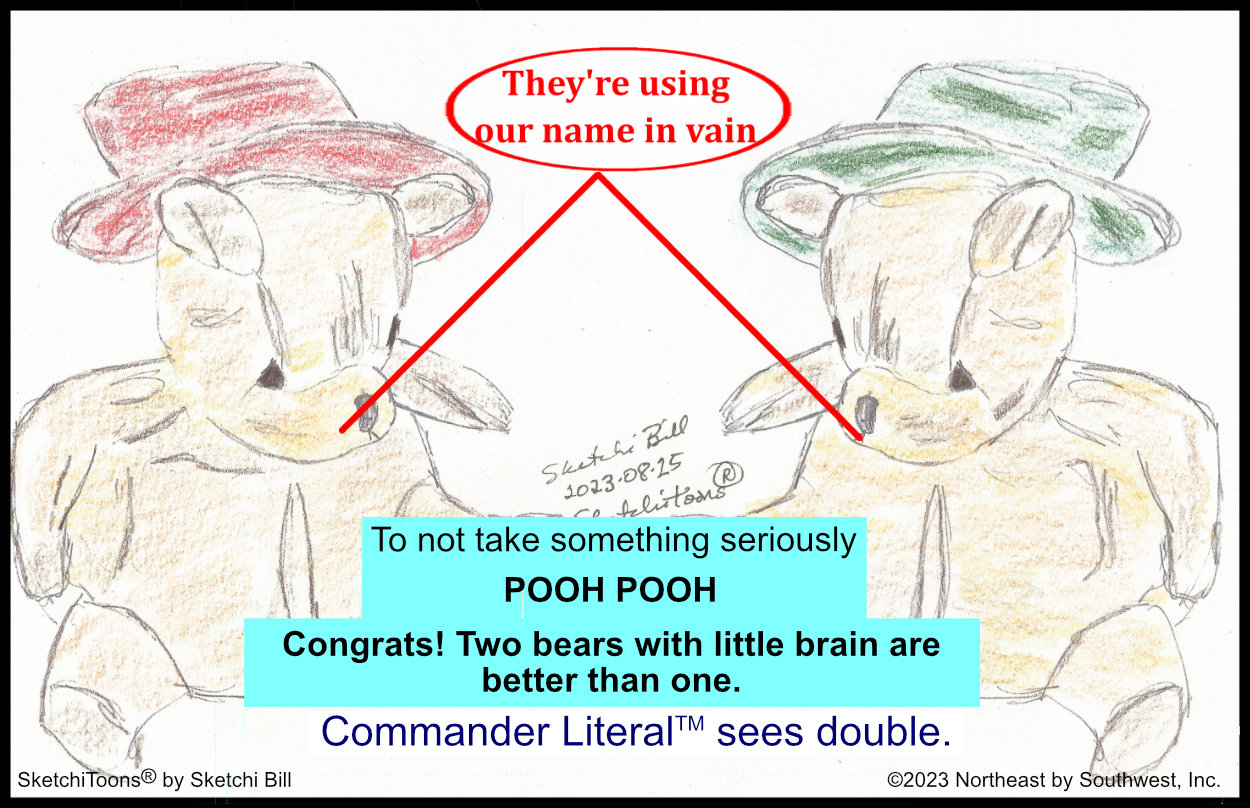 They're using
our name in vain
Sketchi Bill
2023-08-25
Sketchitoons®
To not take something seriously
POOH POOH
Congrats! Two bears with little brain are
better than one.
Commander Literal™ sees double.
SketchiToons® by Sketchi Bill
©2023 Northeast by Southwest, Inc.